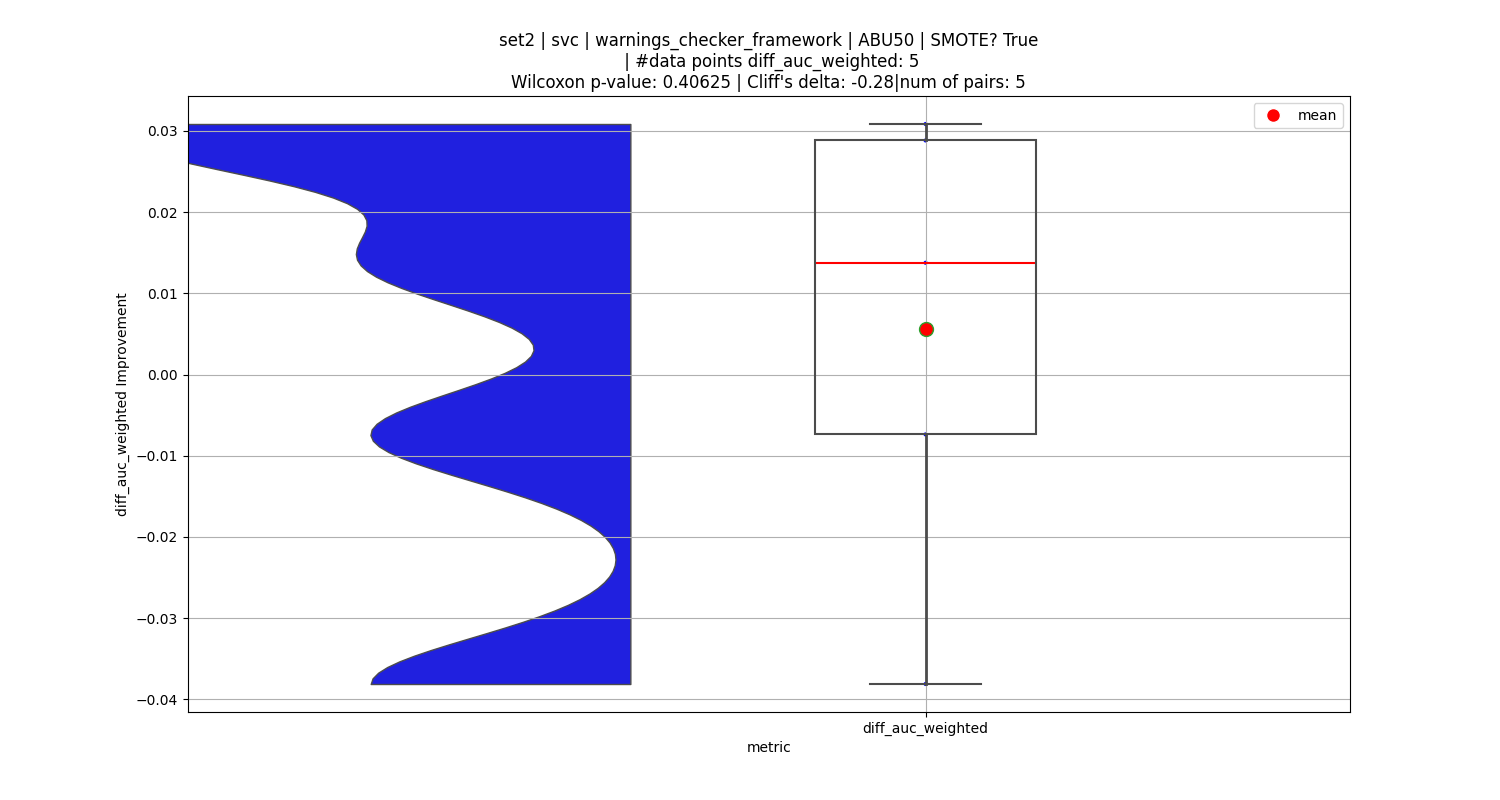 set2 | svc | warnings_checker_framework | ABU50 | SMOTE? True
| #data points diff_auc_weighted: 5
Wilcoxon p-value: 0.40625 | Cliff's delta: -0.28|num of pairs: 5
mean
0.03
0.02
0.01
0.00
−0.01
−0.02
−0.03
−0.04
diff_auc_weighted Improvement
diff_auc_weighted
metric